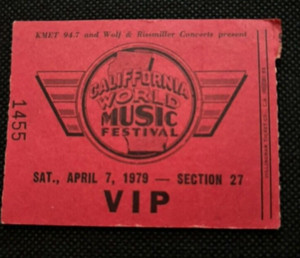 KMET 94.7 and Wolf & Rissmiller Concerts present
CALIFFORNIA
WORLD
MUSIC
FESTIVAL
SAT., APRIL 7, 1979 — SECTION 27
VIP
1455